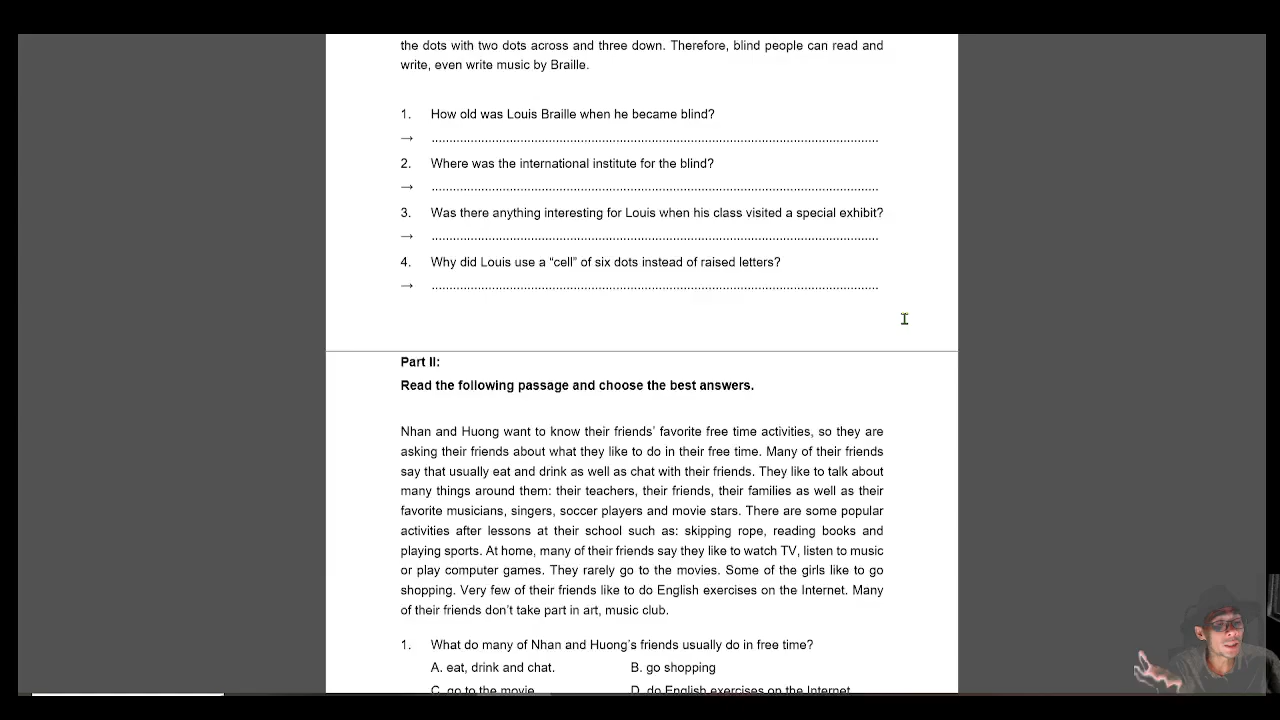 the dots with two dots across and three down. Therefore, blind people can read and
write, even write music by Braille.
1. How old was Louis Braille when he became blind?
→ ........................................................................................................................
2. Where was the international institute for the blind?
→ ........................................................................................................................
3. Was there anything interesting for Louis when his class visited a special exhibit?
→ ........................................................................................................................
4. Why did Louis use a “cell” of six dots instead of raised letters?
→ ........................................................................................................................
Part II:
Read the following passage and choose the best answers.
Nhan and Huong want to know their friends’ favorite free time activities, so they are
asking their friends about what they like to do in their free time. Many of their friends
say that usually eat and drink as well as chat with their friends. They like to talk about
many things around them: their teachers, their friends, their families as well as their
favorite musicians, singers, soccer players and movie stars. There are some popular
activities after lessons at their school such as: skipping rope, reading books and
playing sports. At home, many of their friends say they like to watch TV, listen to music
or play computer games. They rarely go to the movies. Some of the girls like to go
shopping. Very few of their friends like to do English exercises on the Internet. Many
of their friends don’t take part in art, music club.
1. What do many of Nhan and Huong’s friends usually do in free time?
A. eat, drink and chat. B. go shopping
C. go to the movie D. do English exercises on the Internet